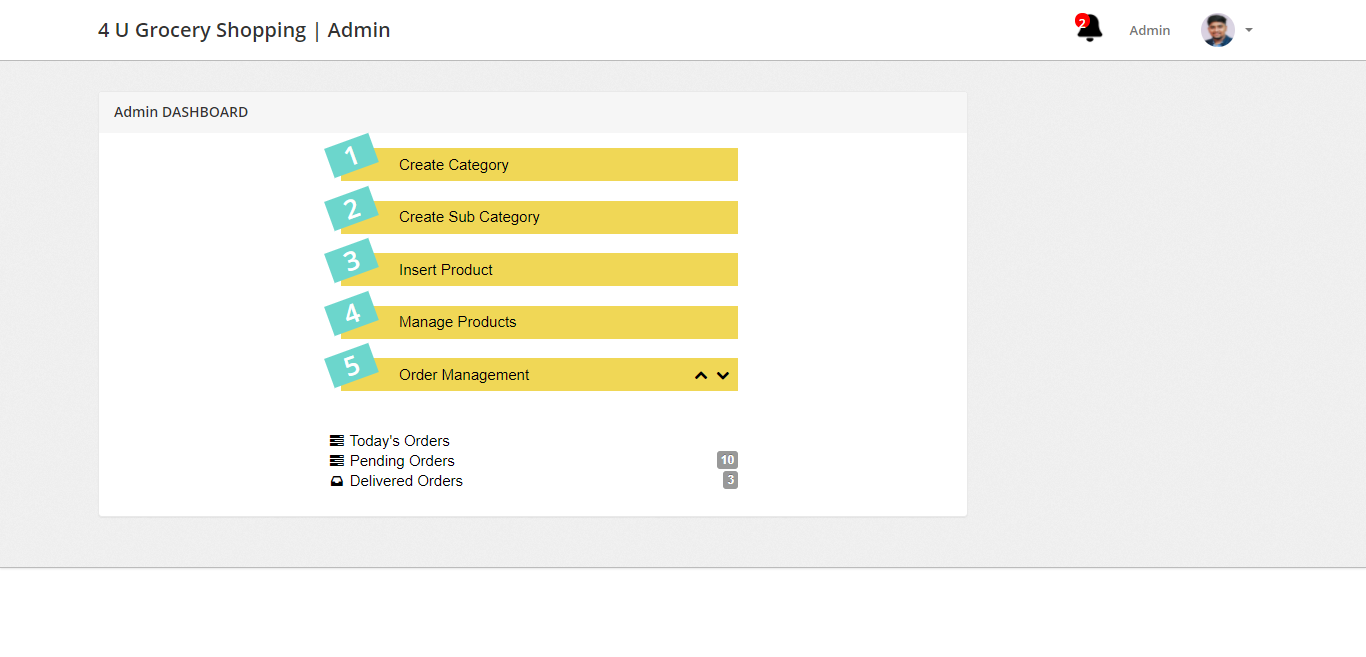 4 U Grocery Shopping | Admin
2
Admin
Admin DASHBOARD
1 Create Category
2 Create Sub Category
3 Insert Product
4 Manage Products
5 Order Management
Today's Orders
Pending Orders 10
Delivered Orders 3